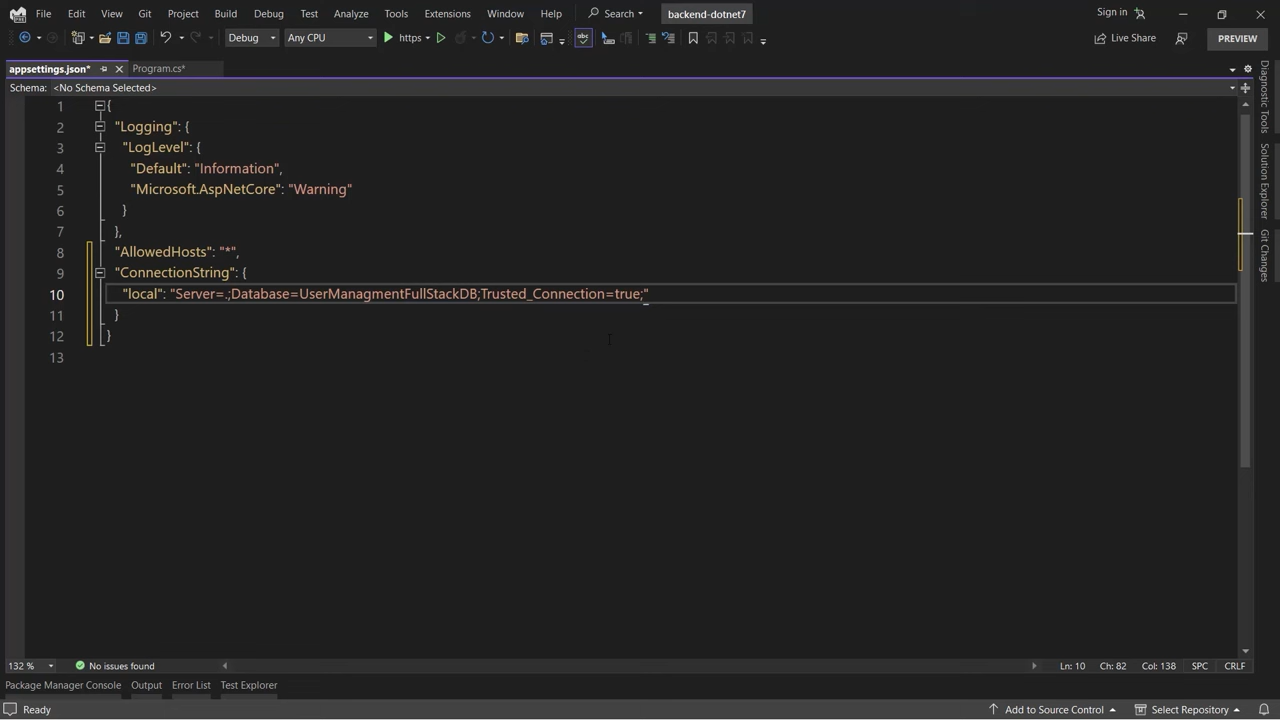 File Edit View Git Project Build Debug Test Analyze Tools Extensions Window Help Search backend-dotnet7 Sign in
Debug Any CPU https abc Live Share PREVIEW
appsettings.json* Program.cs*
Schema: <No Schema Selected>
1 {
2 "Logging": {
3 "LogLevel": {
4 "Default": "Information",
5 "Microsoft.AspNetCore": "Warning"
6 }
7 },
8 "AllowedHosts": "*",
9 "ConnectionString": {
10 "local": "Server=.;Database=UserManagmentFullStackDB;Trusted_Connection=true;"
11 }
12 }
13
Diagnostic Tools
Solution Explorer
Git Changes
132 % No issues found Ln: 10 Ch: 82 Col: 138 SPC CRLF
Package Manager Console Output Error List Test Explorer
Ready Add to Source Control Select Repository